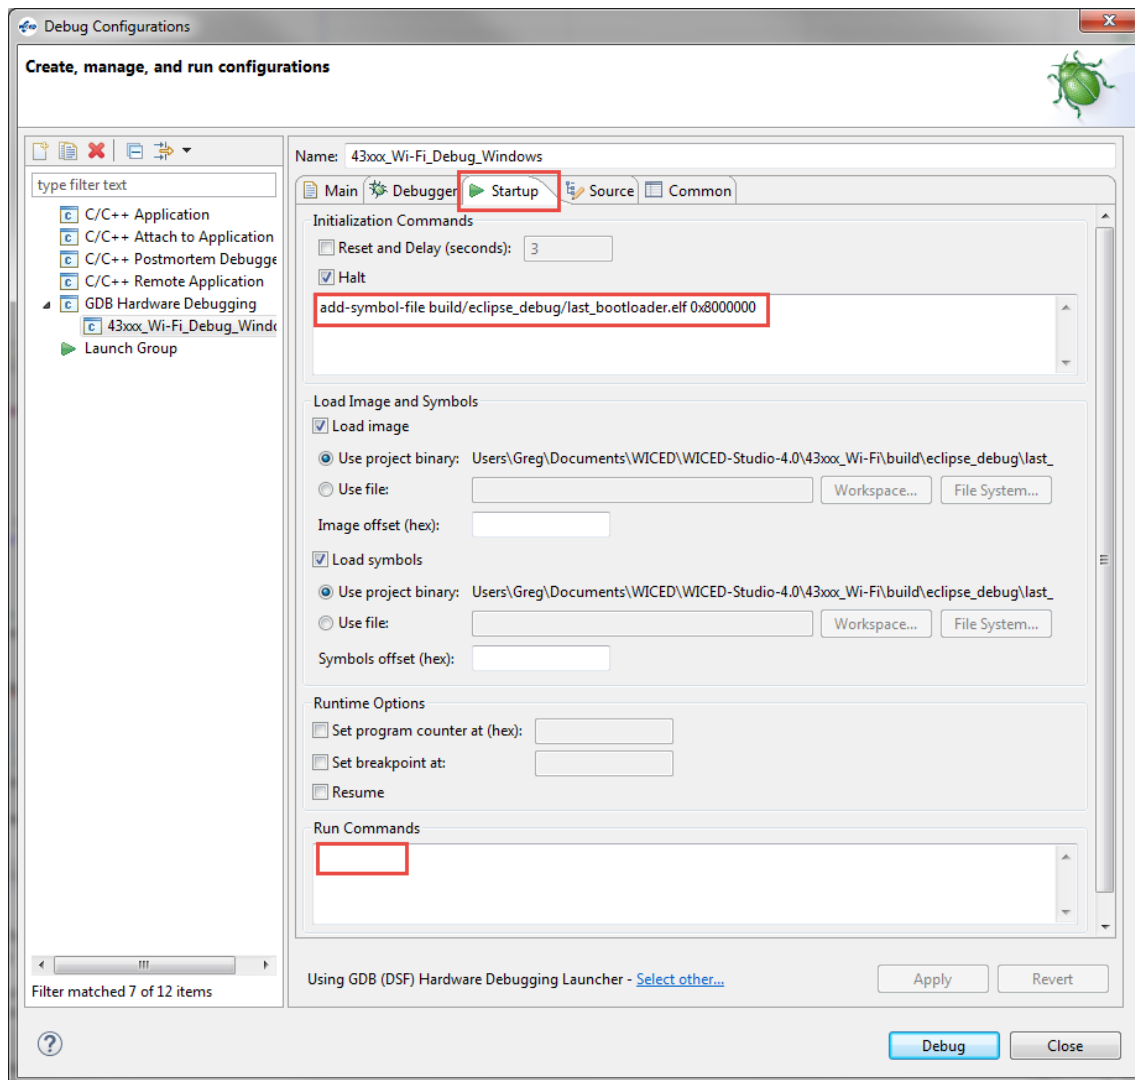 Debug Configurations
Create, manage, and run configurations
type filter text
C/C++ Application
C/C++ Attach to Application
C/C++ Postmortem Debugge
C/C++ Remote Application
GDB Hardware Debugging
43xxx_Wi-Fi_Debug_Windo
Launch Group
Filter matched 7 of 12 items
Name: 43xxx_Wi-Fi_Debug_Windows
Main Debugger Startup Source Common
Initialization Commands
Reset and Delay (seconds): 3
Halt
add-symbol-file build/eclipse_debug/last_bootloader.elf 0x8000000
Load Image and Symbols
Load image
Use project binary: Users\Greg\Documents\WICED\WICED-Studio-4.0\43xxx_Wi-Fi\build\eclipse_debug\last_
Use file: Workspace... File System...
Image offset (hex):
Load symbols
Use project binary: Users\Greg\Documents\WICED\WICED-Studio-4.0\43xxx_Wi-Fi\build\eclipse_debug\last_
Use file: Workspace... File System...
Symbols offset (hex):
Runtime Options
Set program counter at (hex):
Set breakpoint at:
Resume
Run Commands
Using GDB (DSF) Hardware Debugging Launcher - Select other...
Apply Revert
Debug Close